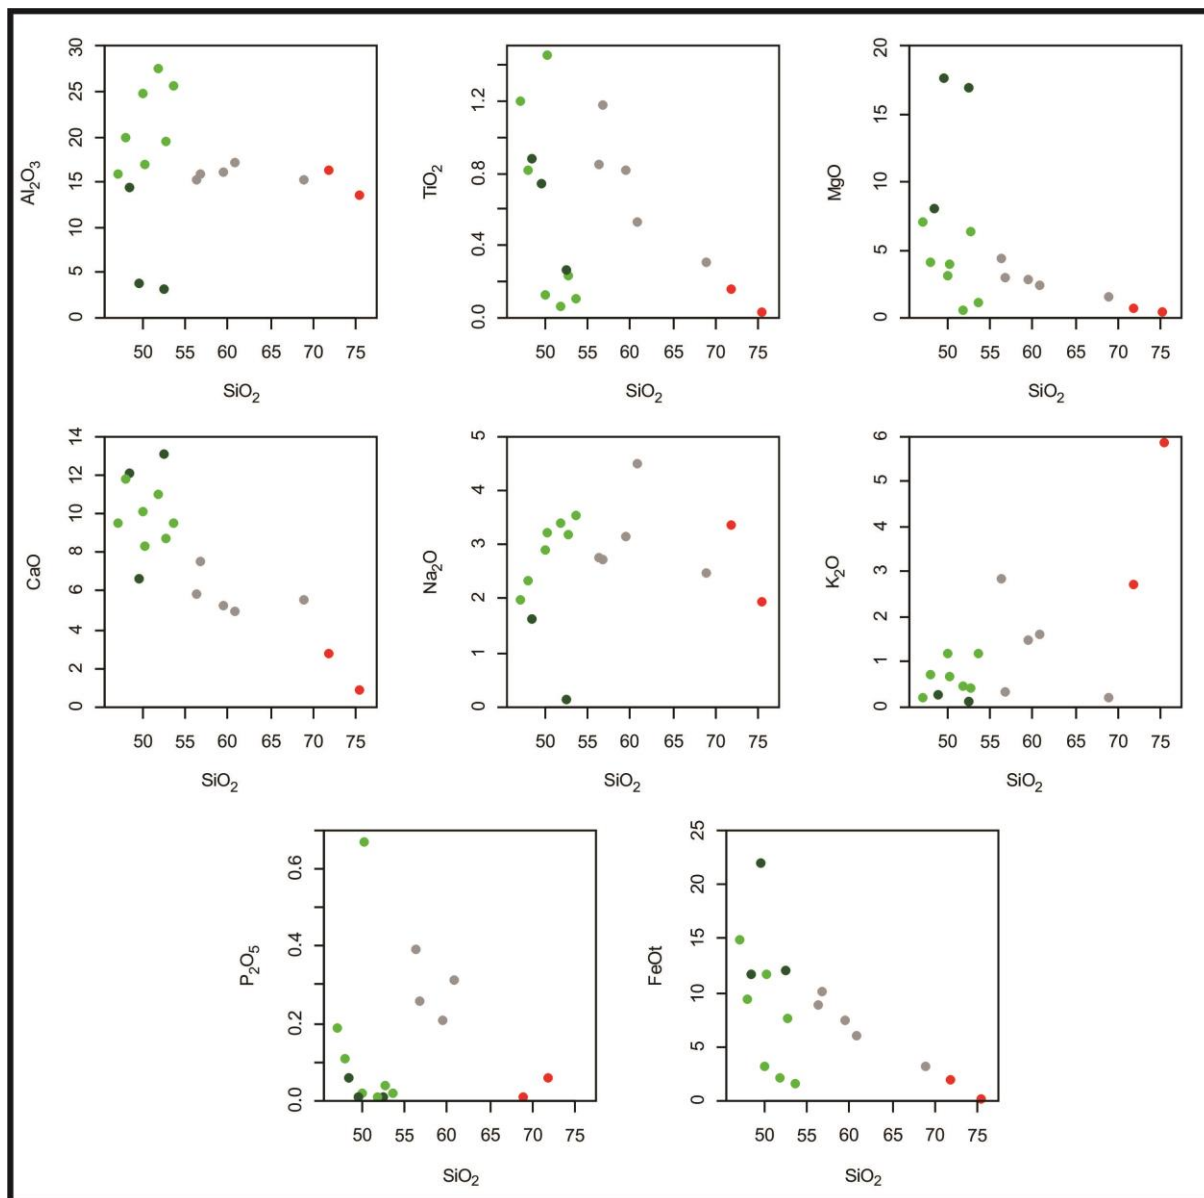 Al₂O₃
0 5 10 15 20 25 30
50 55 60 65 70 75
SiO₂
TiO₂
0.0 0.4 0.8 1.2
50 55 60 65 70 75
SiO₂
MgO
0 5 10 15 20
50 55 60 65 70 75
SiO₂
CaO
0 2 4 6 8 10 12 14
50 55 60 65 70 75
SiO₂
Na₂O
0 1 2 3 4 5
50 55 60 65 70 75
SiO₂
K₂O
0 1 2 3 4 5 6
50 55 60 65 70 75
SiO₂
P₂O₅
0.0 0.2 0.4 0.6
50 55 60 65 70 75
SiO₂
FeOt
0 5 10 15 20 25
50 55 60 65 70 75
SiO₂